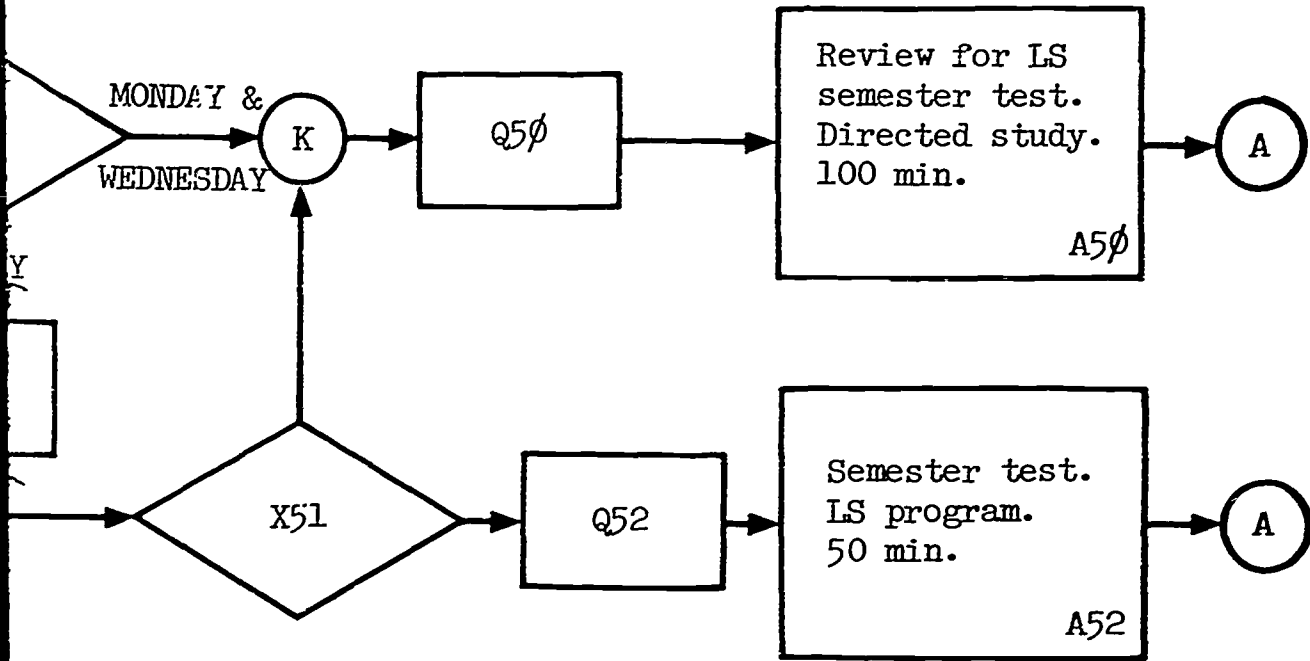 MONDAY &
WEDNESDAY
K
Q5Ø
Review for LS
semester test.
Directed study.
100 min.
A5Ø
A
Y
X51
Q52
Semester test.
LS program.
50 min.
A52
A